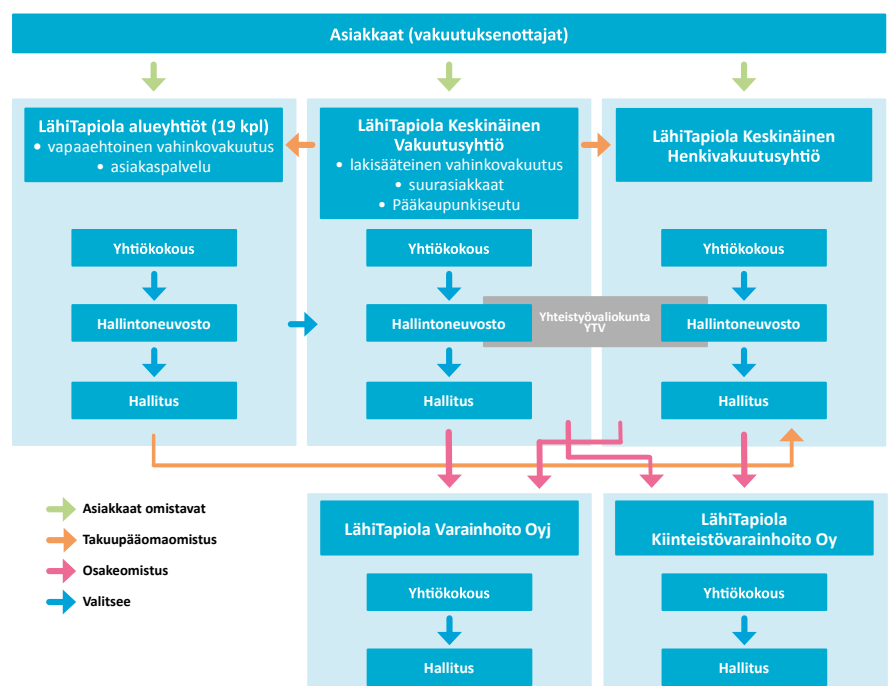 Asiakkaat (vakuutuksenottajat)
LähiTapiola alueyhtiöt (19 kpl)
• vapaaehtoinen vahinkovakuutus
• asiakaspalvelu
Yhtiökokous
Hallintoneuvosto
Hallitus
LähiTapiola Keskinäinen
Vakuutusyhtiö
• lakisääteinen vahinkovakuutus
• suurasiakkaat
• Pääkaupunkiseutu
Yhtiökokous
Hallintoneuvosto
Hallitus
Yhteistyövaliokunta
YTV
LähiTapiola Keskinäinen
Henkivakuutusyhtiö
Yhtiökokous
Hallintoneuvosto
Hallitus
Asiakkaat omistavat
Takuupääomaomistus
Osakeomistus
Valitsee
LähiTapiola Varainhoito Oyj
Yhtiökokous
Hallitus
LähiTapiola
Kiinteistövarainhoito Oy
Yhtiökokous
Hallitus